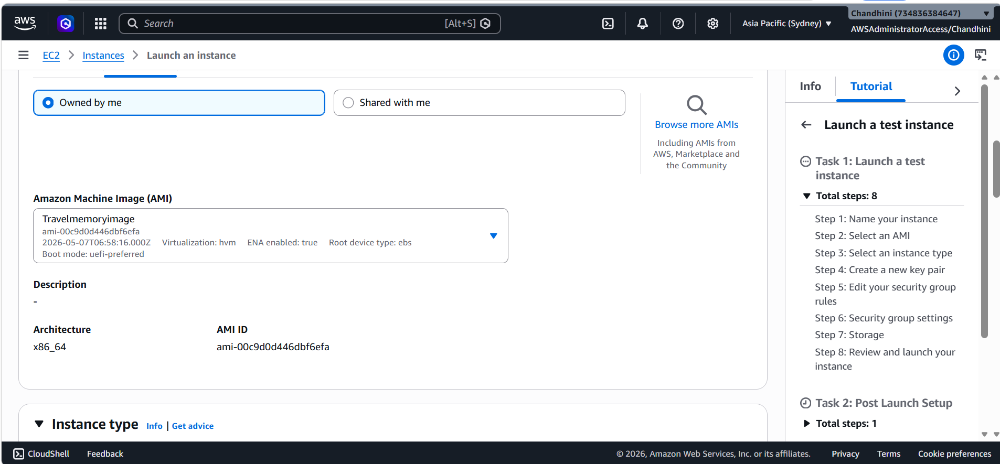 aws
Search
[Alt+S]
Asia Pacific (Sydney)
Chandhini (734836384647)
AWSAdministratorAccess/Chandhini
EC2
Instances
Launch an instance
Owned by me
Shared with me
Browse more AMIs
Including AMIs from
AWS, Marketplace and
the Community
Amazon Machine Image (AMI)
Travelmemoryimage
ami-00c9d0d446dbf6efa
2026-05-07T06:58:16.000Z Virtualization: hvm ENA enabled: true Root device type: ebs
Boot mode: uefi-preferred
Description
-
Architecture
AMI ID
x86_64
ami-00c9d0d446dbf6efa
Instance type Info | Get advice
Info
Tutorial
Launch a test instance
Task 1: Launch a test
instance
Total steps: 8
Step 1: Name your instance
Step 2: Select an AMI
Step 3: Select an instance type
Step 4: Create a new key pair
Step 5: Edit your security group
rules
Step 6: Security group settings
Step 7: Storage
Step 8: Review and launch your
instance
Task 2: Post Launch Setup
Total steps: 1
CloudShell
Feedback
© 2026, Amazon Web Services, Inc. or its affiliates.
Privacy
Terms
Cookie preferences